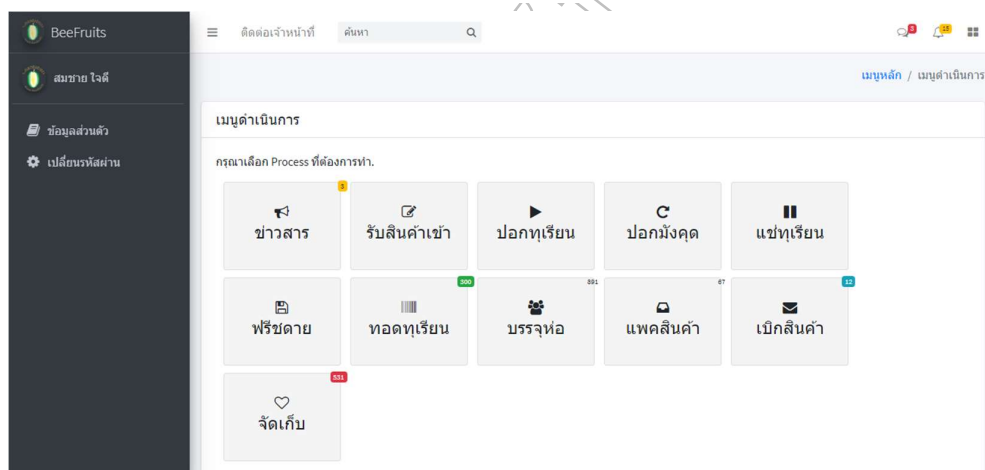 BeeFruits
ติดต่อเจ้าหน้าที่
ค้นหา
3
15
สมชาย ใจดี
เมนูหลัก / เมนูดำเนินการ
ข้อมูลส่วนตัว
เปลี่ยนรหัสผ่าน
เมนูดำเนินการ
กรุณาเลือก Process ที่ต้องการทำ.
1
ข่าวสาร
รับสินค้าเข้า
ปอกทุเรียน
ปอกมังคุด
แช่ทุเรียน
300
891
67
12
ฟรีซดาย
ทอดทุเรียน
บรรจุห่อ
แพคสินค้า
เบิกสินค้า
531
จัดเก็บ